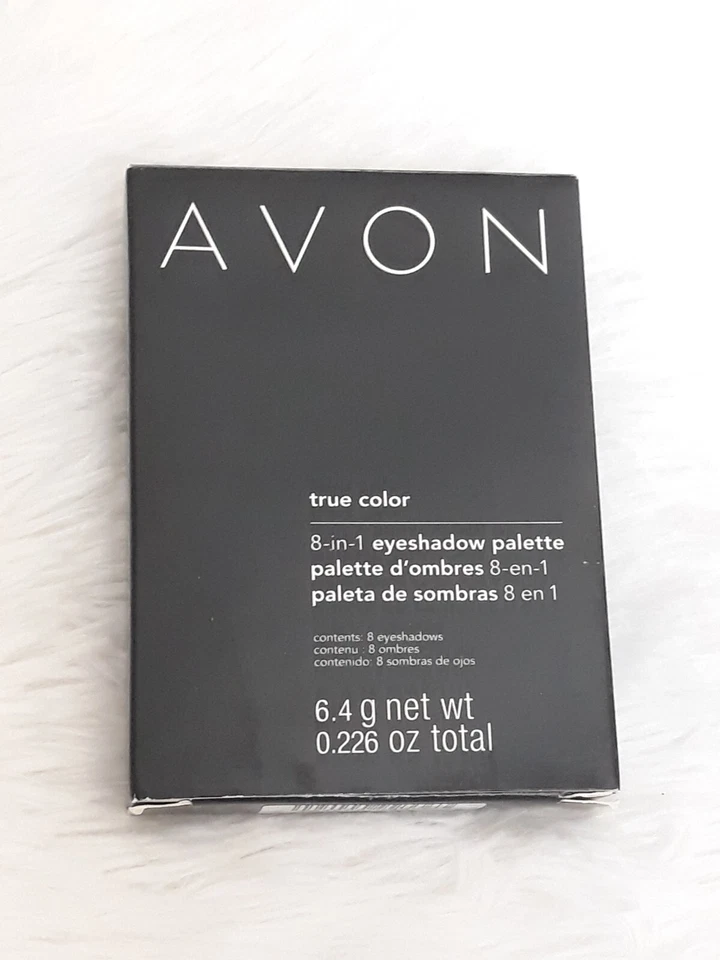 AVON
true color
8-in-1 eyeshadow palette
palette d'ombres 8-en-1
paleta de sombras 8 en 1
contents: 8 eyeshadows
contenu : 8 ombres
contenido: 8 sombras de ojos
6.4 g net wt
0.226 oz total